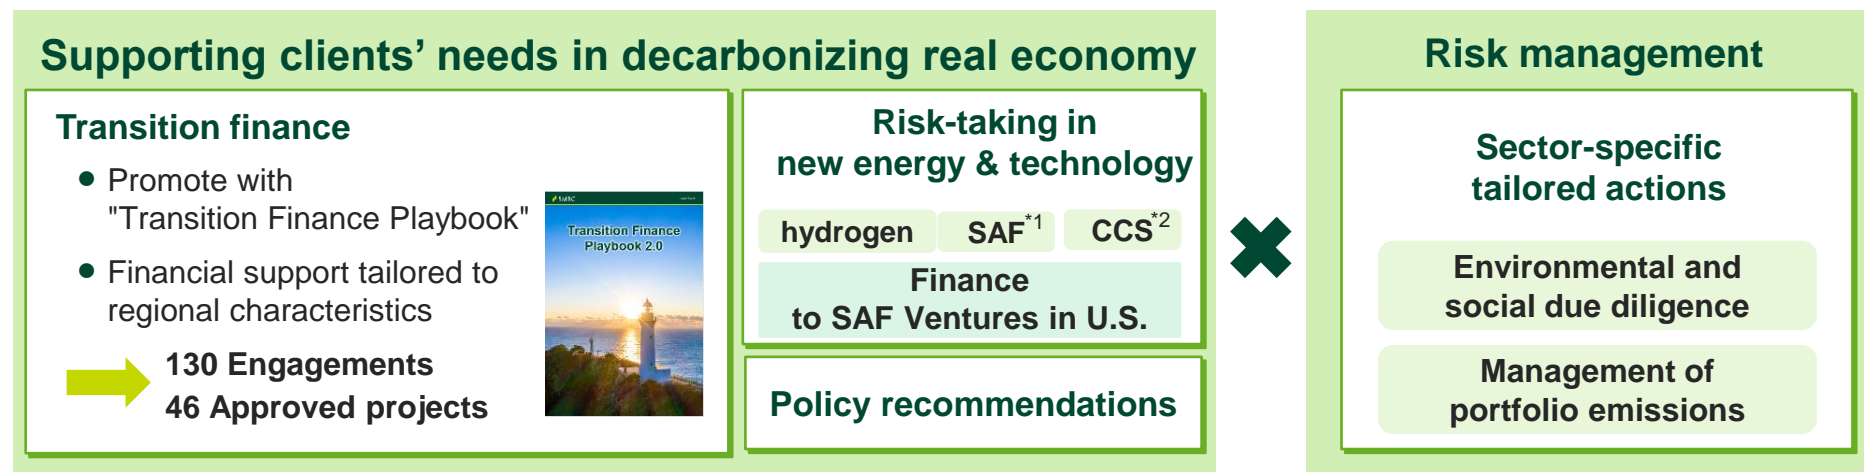 Supporting clients’ needs in decarbonizing real economy
Transition finance
● Promote with
"Transition Finance Playbook"
● Financial support tailored to
regional characteristics
130 Engagements
46 Approved projects
SMBC
Transition Finance
Playbook 2.0
Risk-taking in
new energy & technology
hydrogen SAF*1 CCS*2
Finance
to SAF Ventures in U.S.
Policy recommendations
Risk management
Sector-specific
tailored actions
Environmental and
social due diligence
Management of
portfolio emissions